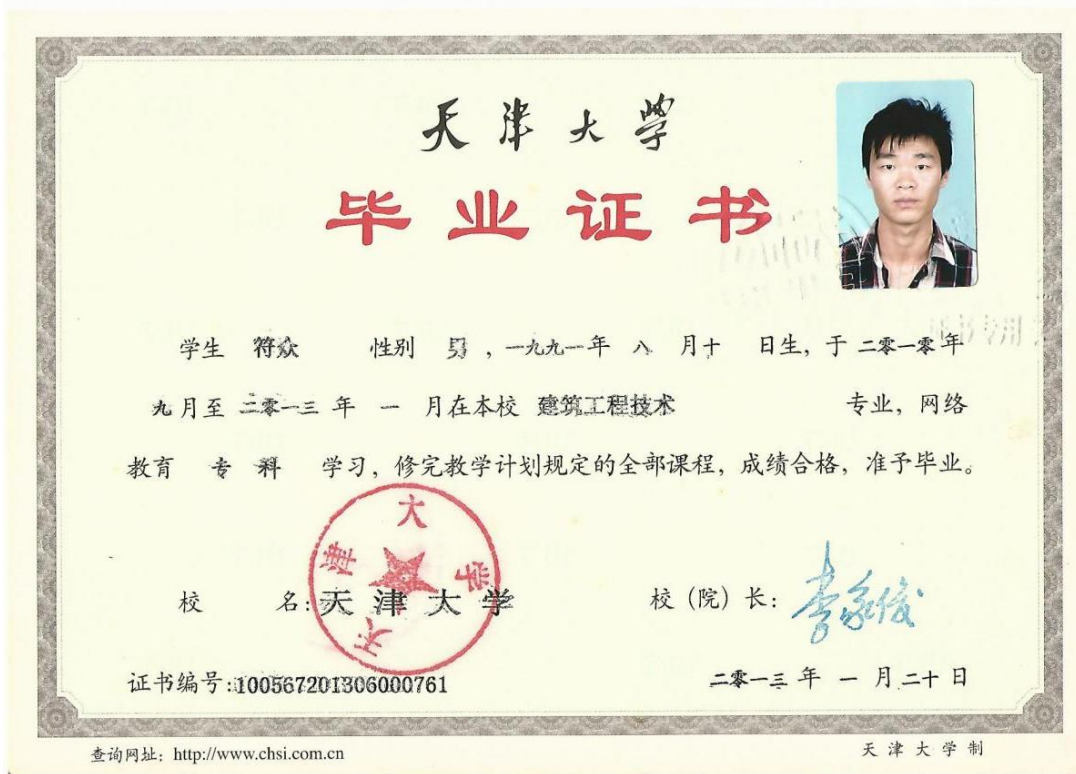 天津大学
毕业证书
学生 符众 性别 男 ,一九九一年 八 月十 日生, 于 二零一零年
九 月至 二零一三 年 一 月在本校 建筑工程技术 专业, 网络
教育 专 科 学习, 修完教学计划规定的全部课程, 成绩合格, 准予毕业。
天津大学
校 名: 天 津 大 学 校 (院) 长: 李家俊
证书编号:100567201306000761 二零一三 年 一 月 二十 日
查询网址: http://www.chsi.com.cn 天 津 大 学 制